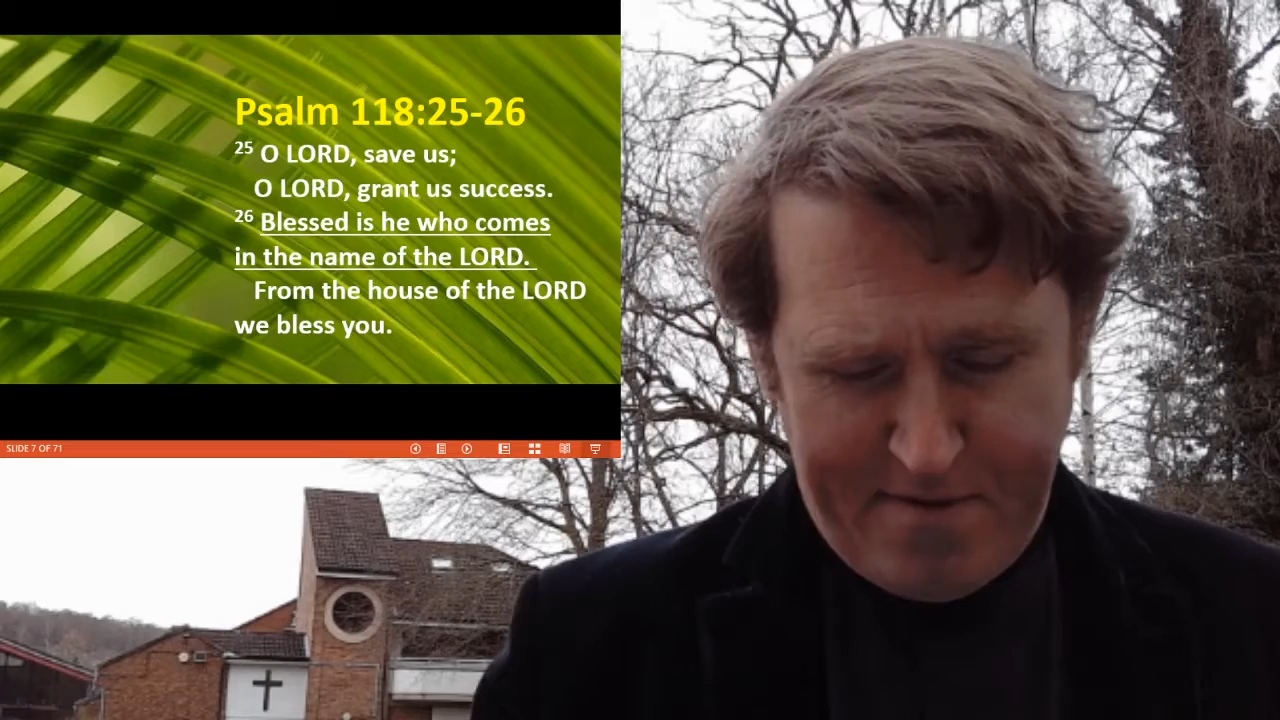 Psalm 118:25-26
25 O LORD, save us;
O LORD, grant us success.
26 Blessed is he who comes
in the name of the LORD.
From the house of the LORD
we bless you.
SLIDE 7 OF 71